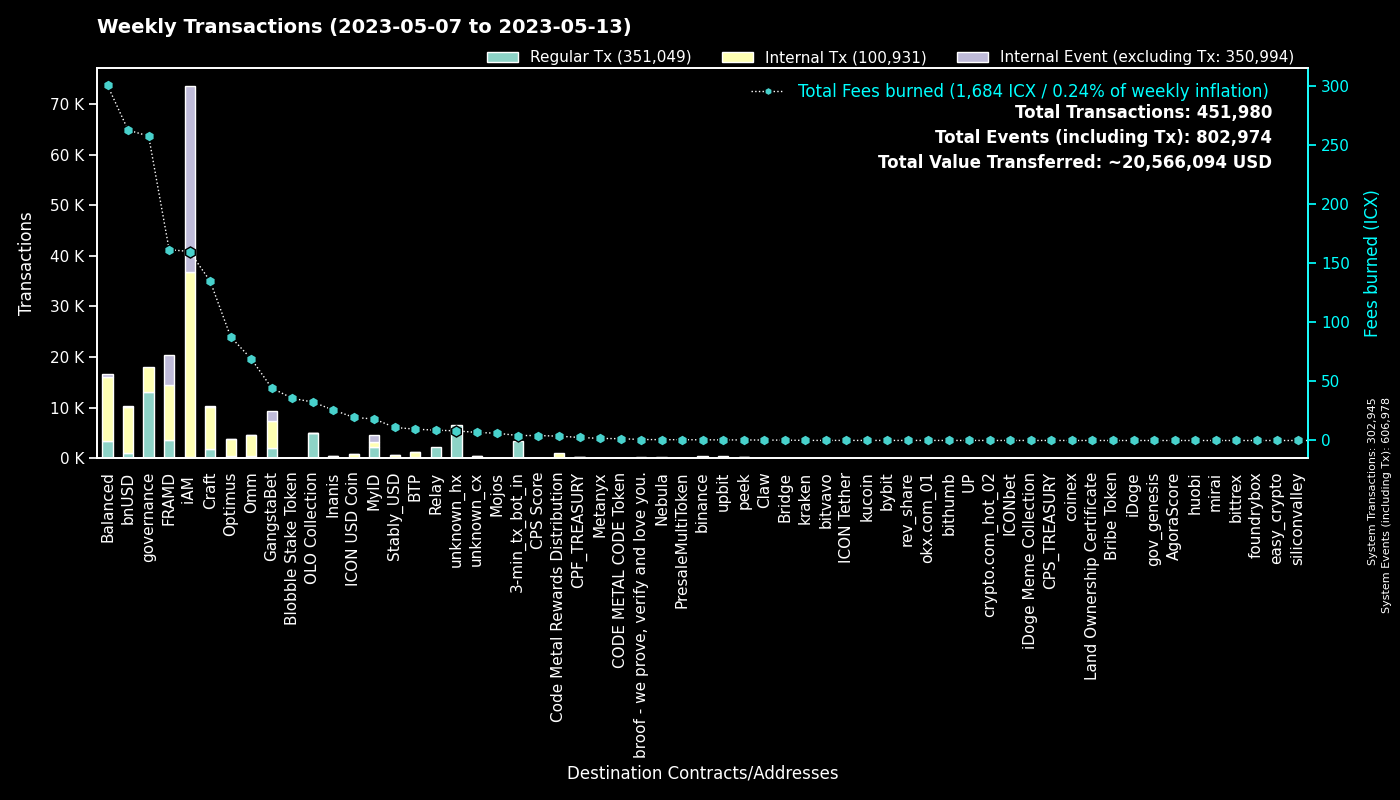 Weekly Transactions (2023-05-07 to 2023-05-13)
Regular Tx (351,049)
Internal Tx (100,931)
Internal Event (excluding Tx: 350,994)
Total Fees burned (1,684 ICX / 0.24% of weekly inflation)
Total Transactions: 451,980
Total Events (including Tx): 802,974
Total Value Transferred: ~20,566,094 USD
Transactions
70 K
60 K
50 K
40 K
30 K
20 K
10 K
0 K
300
250
200
150
100
50
0
Fees burned (ICX)
System Transactions: 302,945
System Events (including Tx): 606,978
Balanced
bnUSD
governance
FRAMD
iAM
Craft
Optimus
Omm
GangstaBet
Blobble Stake Token
OLO Collection
Inanis
ICON USD Coin
MyID
Stably_USD
BTP
Relay
unknown_hx
unknown_cx
Mojos
3-min_tx_bot_in
CPS Score
Code Metal Rewards Distribution
CPF_TREASURY
Metanyx
CODE METAL CODE Token
broof - we prove, verify and love you.
Nebula
PresaleMultiToken
binance
upbit
peek
Claw
Bridge
kraken
bitvavo
ICON Tether
kucoin
bybit
rev_share
okx.com_01
bithumb
UP
crypto.com_hot_02
ICONbet
iDoge Meme Collection
CPS_TREASURY
coinex
Land Ownership Certificate
Bribe Token
iDoge
gov_genesis
AgoraScore
huobi
mirai
bittrex
foundrybox
easy_crypto
siliconvalley
Destination Contracts/Addresses